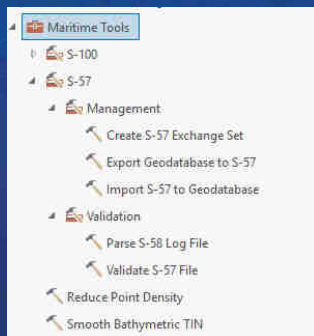 Maritime Tools
S-100
S-57
Management
Create S-57 Exchange Set
Export Geodatabase to S-57
Import S-57 to Geodatabase
Validation
Parse S-58 Log File
Validate S-57 File
Reduce Point Density
Smooth Bathymetric TIN